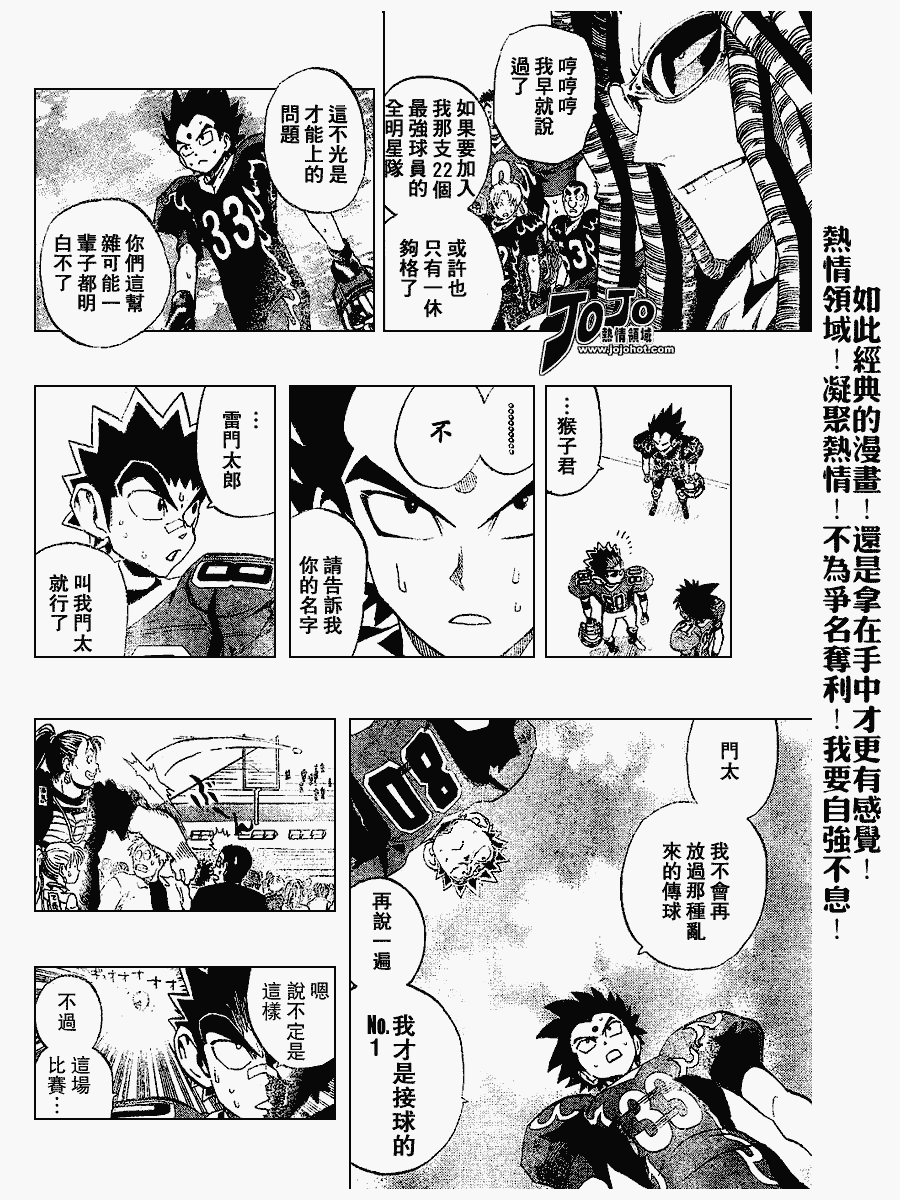 哼哼哼
我早就說
過了
如果要加入
我那支22個
最強球員的
全明星隊
或許也
只有一休
夠格了
這不光是
才能上的
問題
你們這幫
雜可能一
輩子都明
白不了
JOJO
熱情領域
www.jojohot.com
…猴子君
…………
不
請告訴我
你的名字
…
雷門太郎
叫我門太
就行了
80
門太
我不會再
放過那種亂
來的傳球
再說一遍
我才是接球的
No.1
80
33
33
33
嗯
說不定是
這樣
不過
這場
比賽…
如此經典的漫畫！還是拿在手中才更有感覺！
熱情領域！凝聚熱情！不為爭名奪利！我要自強不息！